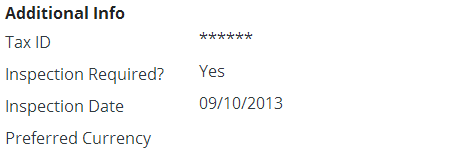 Additional Info
Tax ID ******
Inspection Required? Yes
Inspection Date 09/10/2013
Preferred Currency